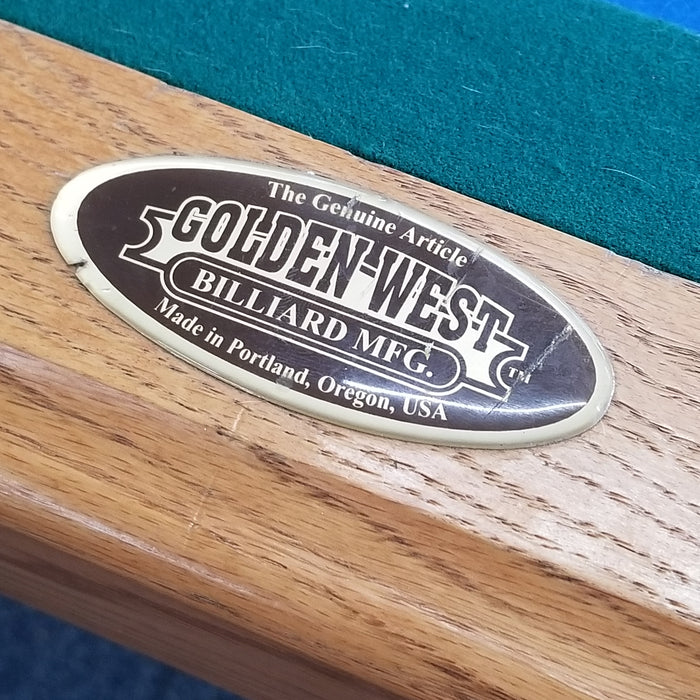 The Genuine Article
GOLDEN-WEST
BILLIARD MFG.
TM
Made in Portland, Oregon, USA